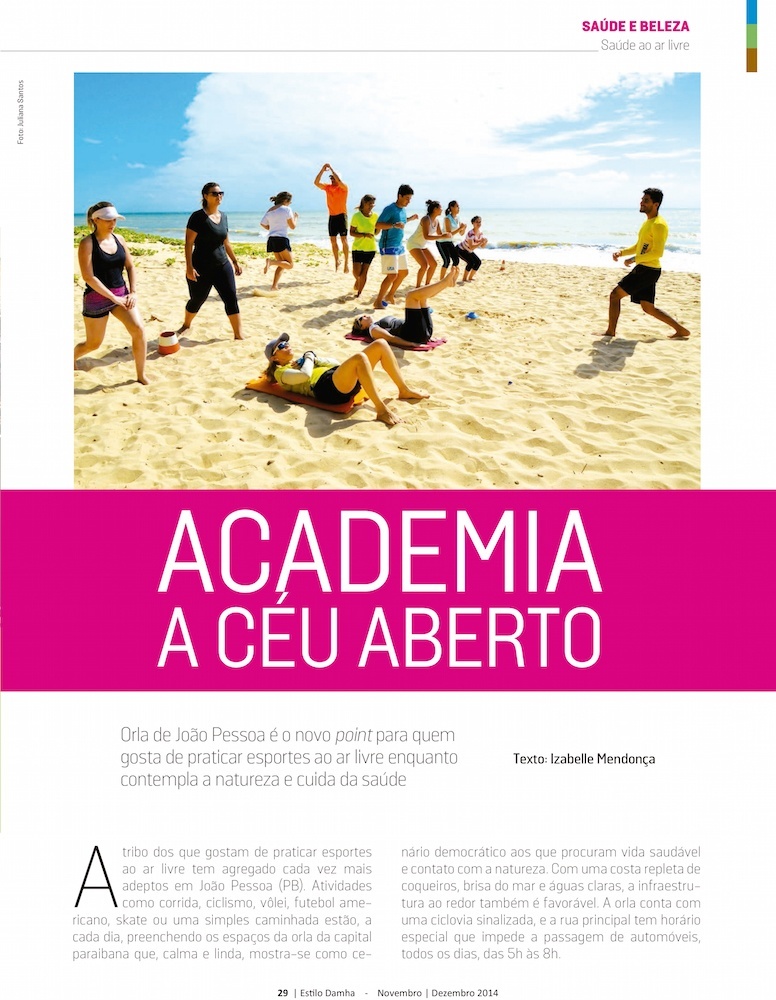 SAÚDE E BELEZA
Saúde ao ar livre
Foto: Juliana Santos
ACADEMIA
A CÉU ABERTO
Orla de João Pessoa é o novo point para quem
gosta de praticar esportes ao ar livre enquanto
contempla a natureza e cuida da saúde
Texto: Izabelle Mendonça
A tribo dos que gostam de praticar esportes
ao ar livre tem agregado cada vez mais
adeptos em João Pessoa (PB). Atividades
como corrida, ciclismo, vôlei, futebol ame-
ricano, skate ou uma simples caminhada estão, a
cada dia, preenchendo os espaços da orla da capital
paraibana que, calma e linda, mostra-se como ce-
nário democrático aos que procuram vida saudável
e contato com a natureza. Com uma costa repleta de
coqueiros, brisa do mar e águas claras, a infraestru-
tura ao redor também é favorável. A orla conta com
uma ciclovia sinalizada, e a rua principal tem horário
especial que impede a passagem de automóveis,
todos os dias, das 5h às 8h.
29 | Estilo Damha - Novembro | Dezembro 2014